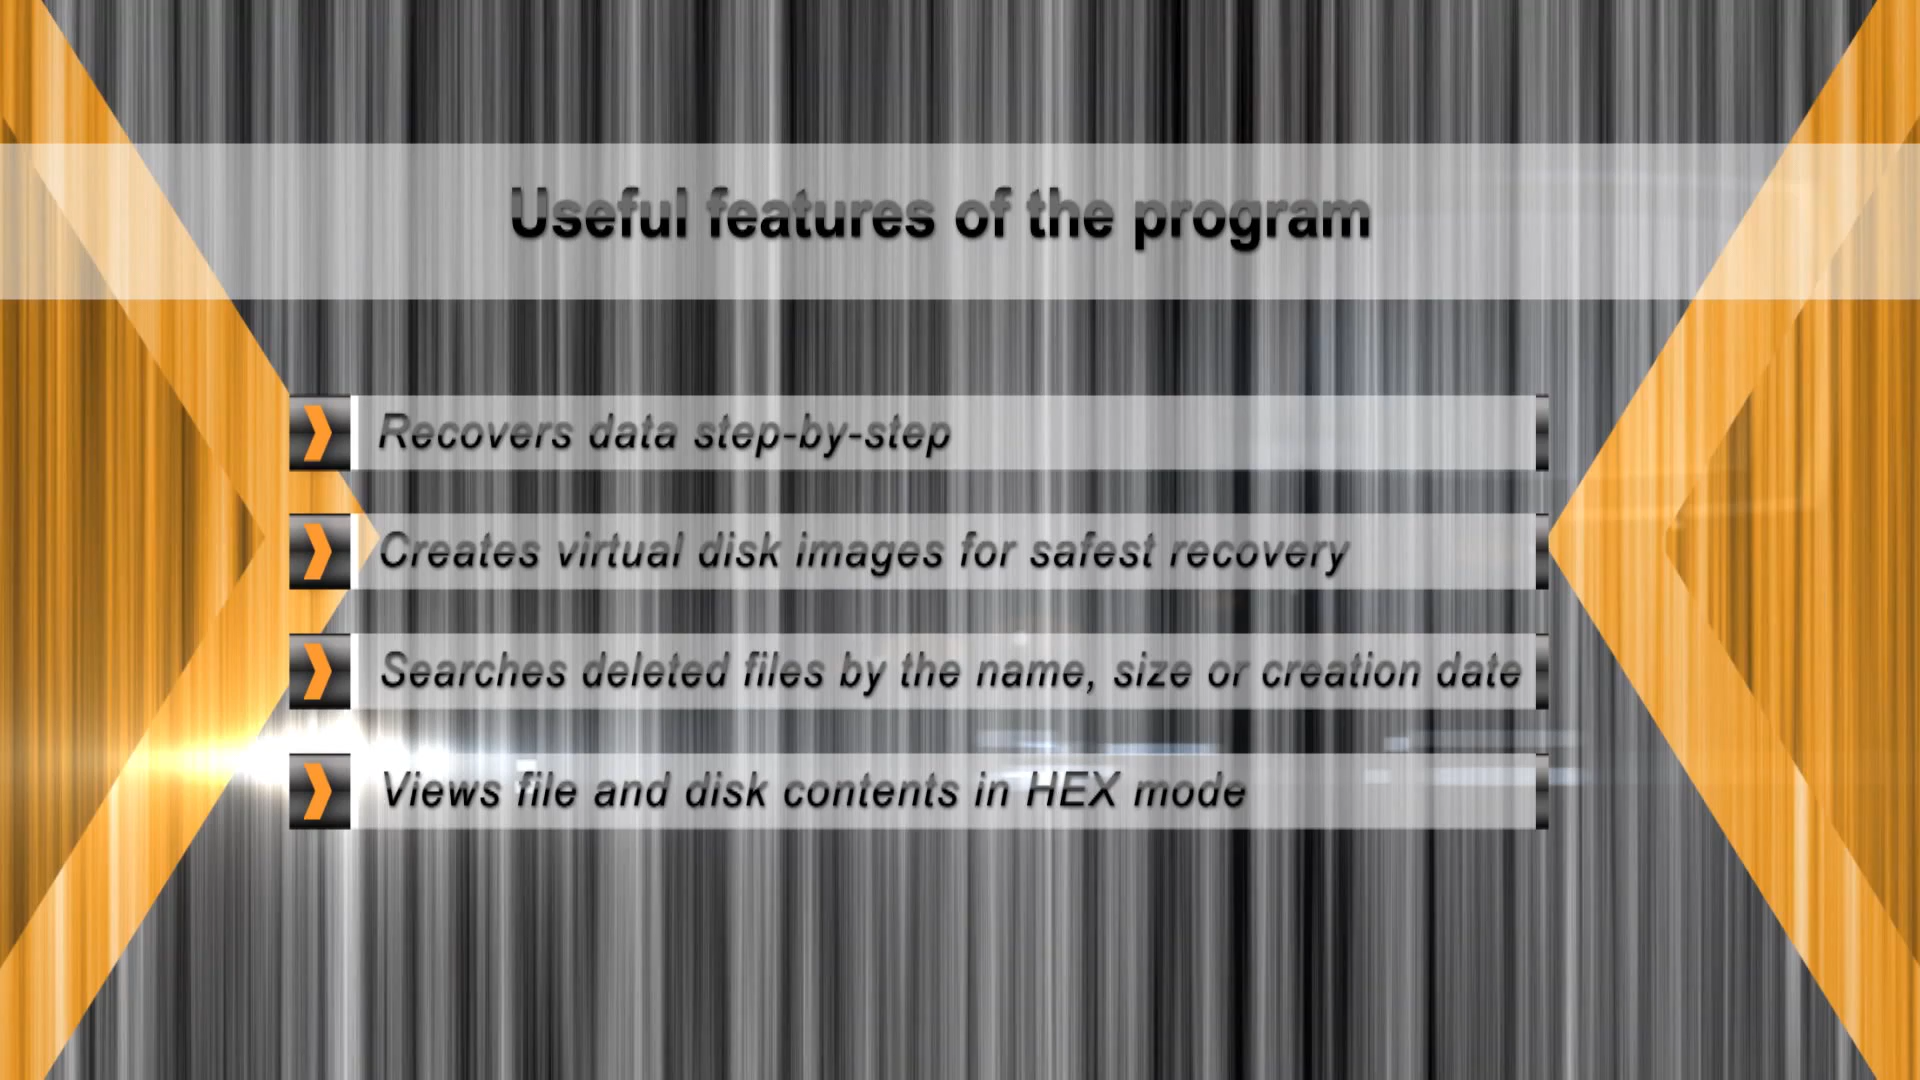 Useful features of the program
Recovers data step-by-step
Creates virtual disk images for safest recovery
Searches deleted files by the name, size or creation date
Views file and disk contents in HEX mode